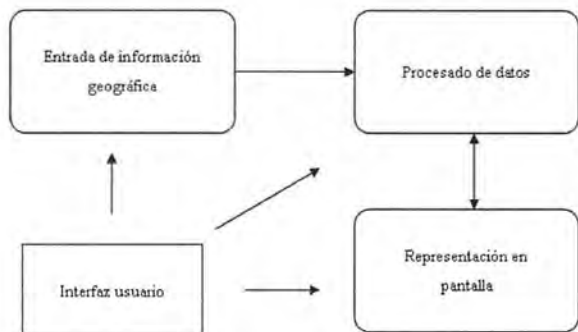 Entrada de información
geográfica
Procesado de datos
Interfaz usuario
Representación en
pantalla